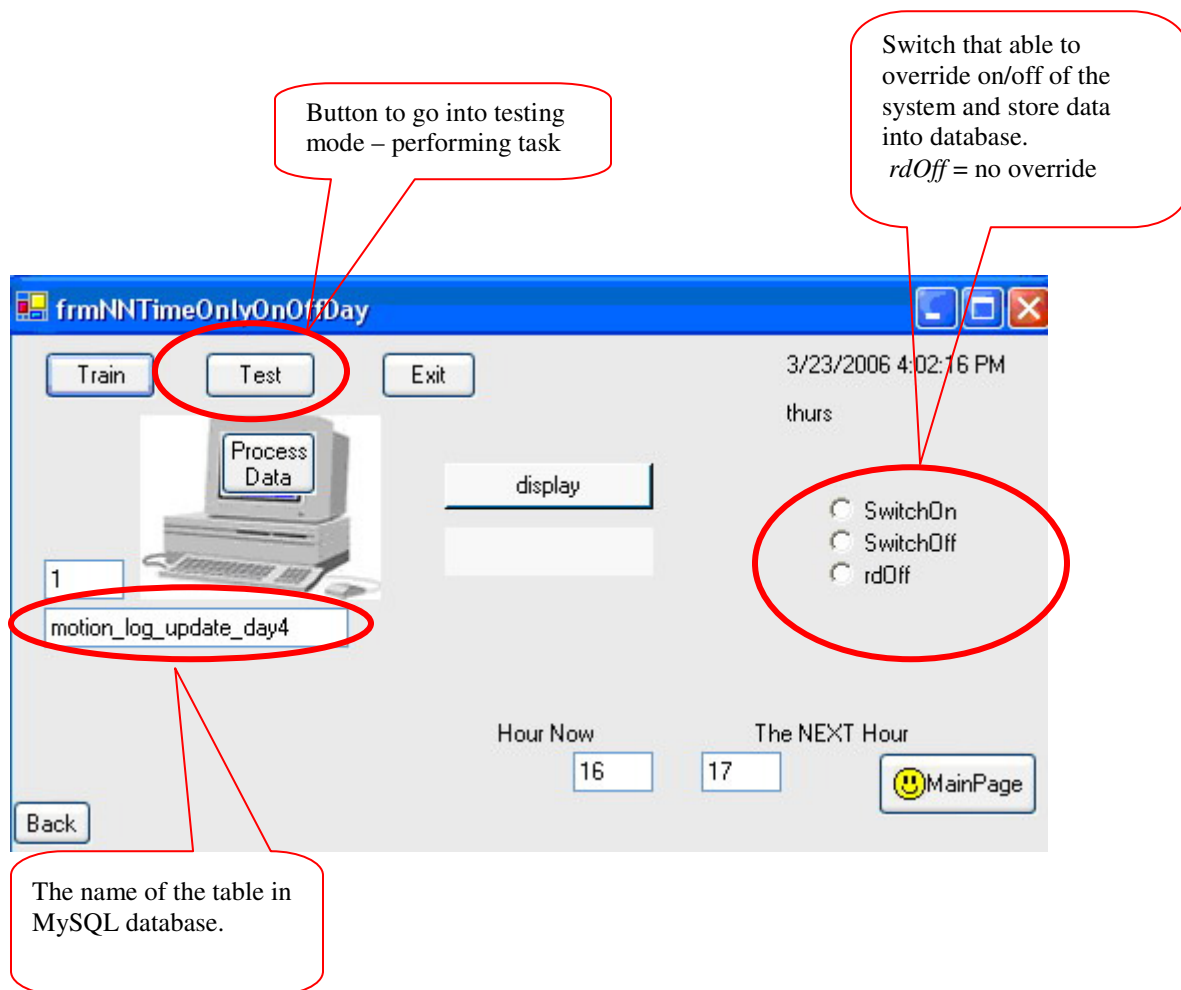 Switch that able to
override on/off of the
system and store data
into database.
rdOff = no override
Button to go into testing
mode – performing task
frmNNTimeOnlyOnOffDay
Train
Test
Exit
3/23/2006 4:02:16 PM
thurs
Process
Data
display
SwitchOn
SwitchOff
rdOff
1
motion_log_update_day4
Hour Now
The NEXT Hour
16
17
MainPage
Back
The name of the table in
MySQL database.